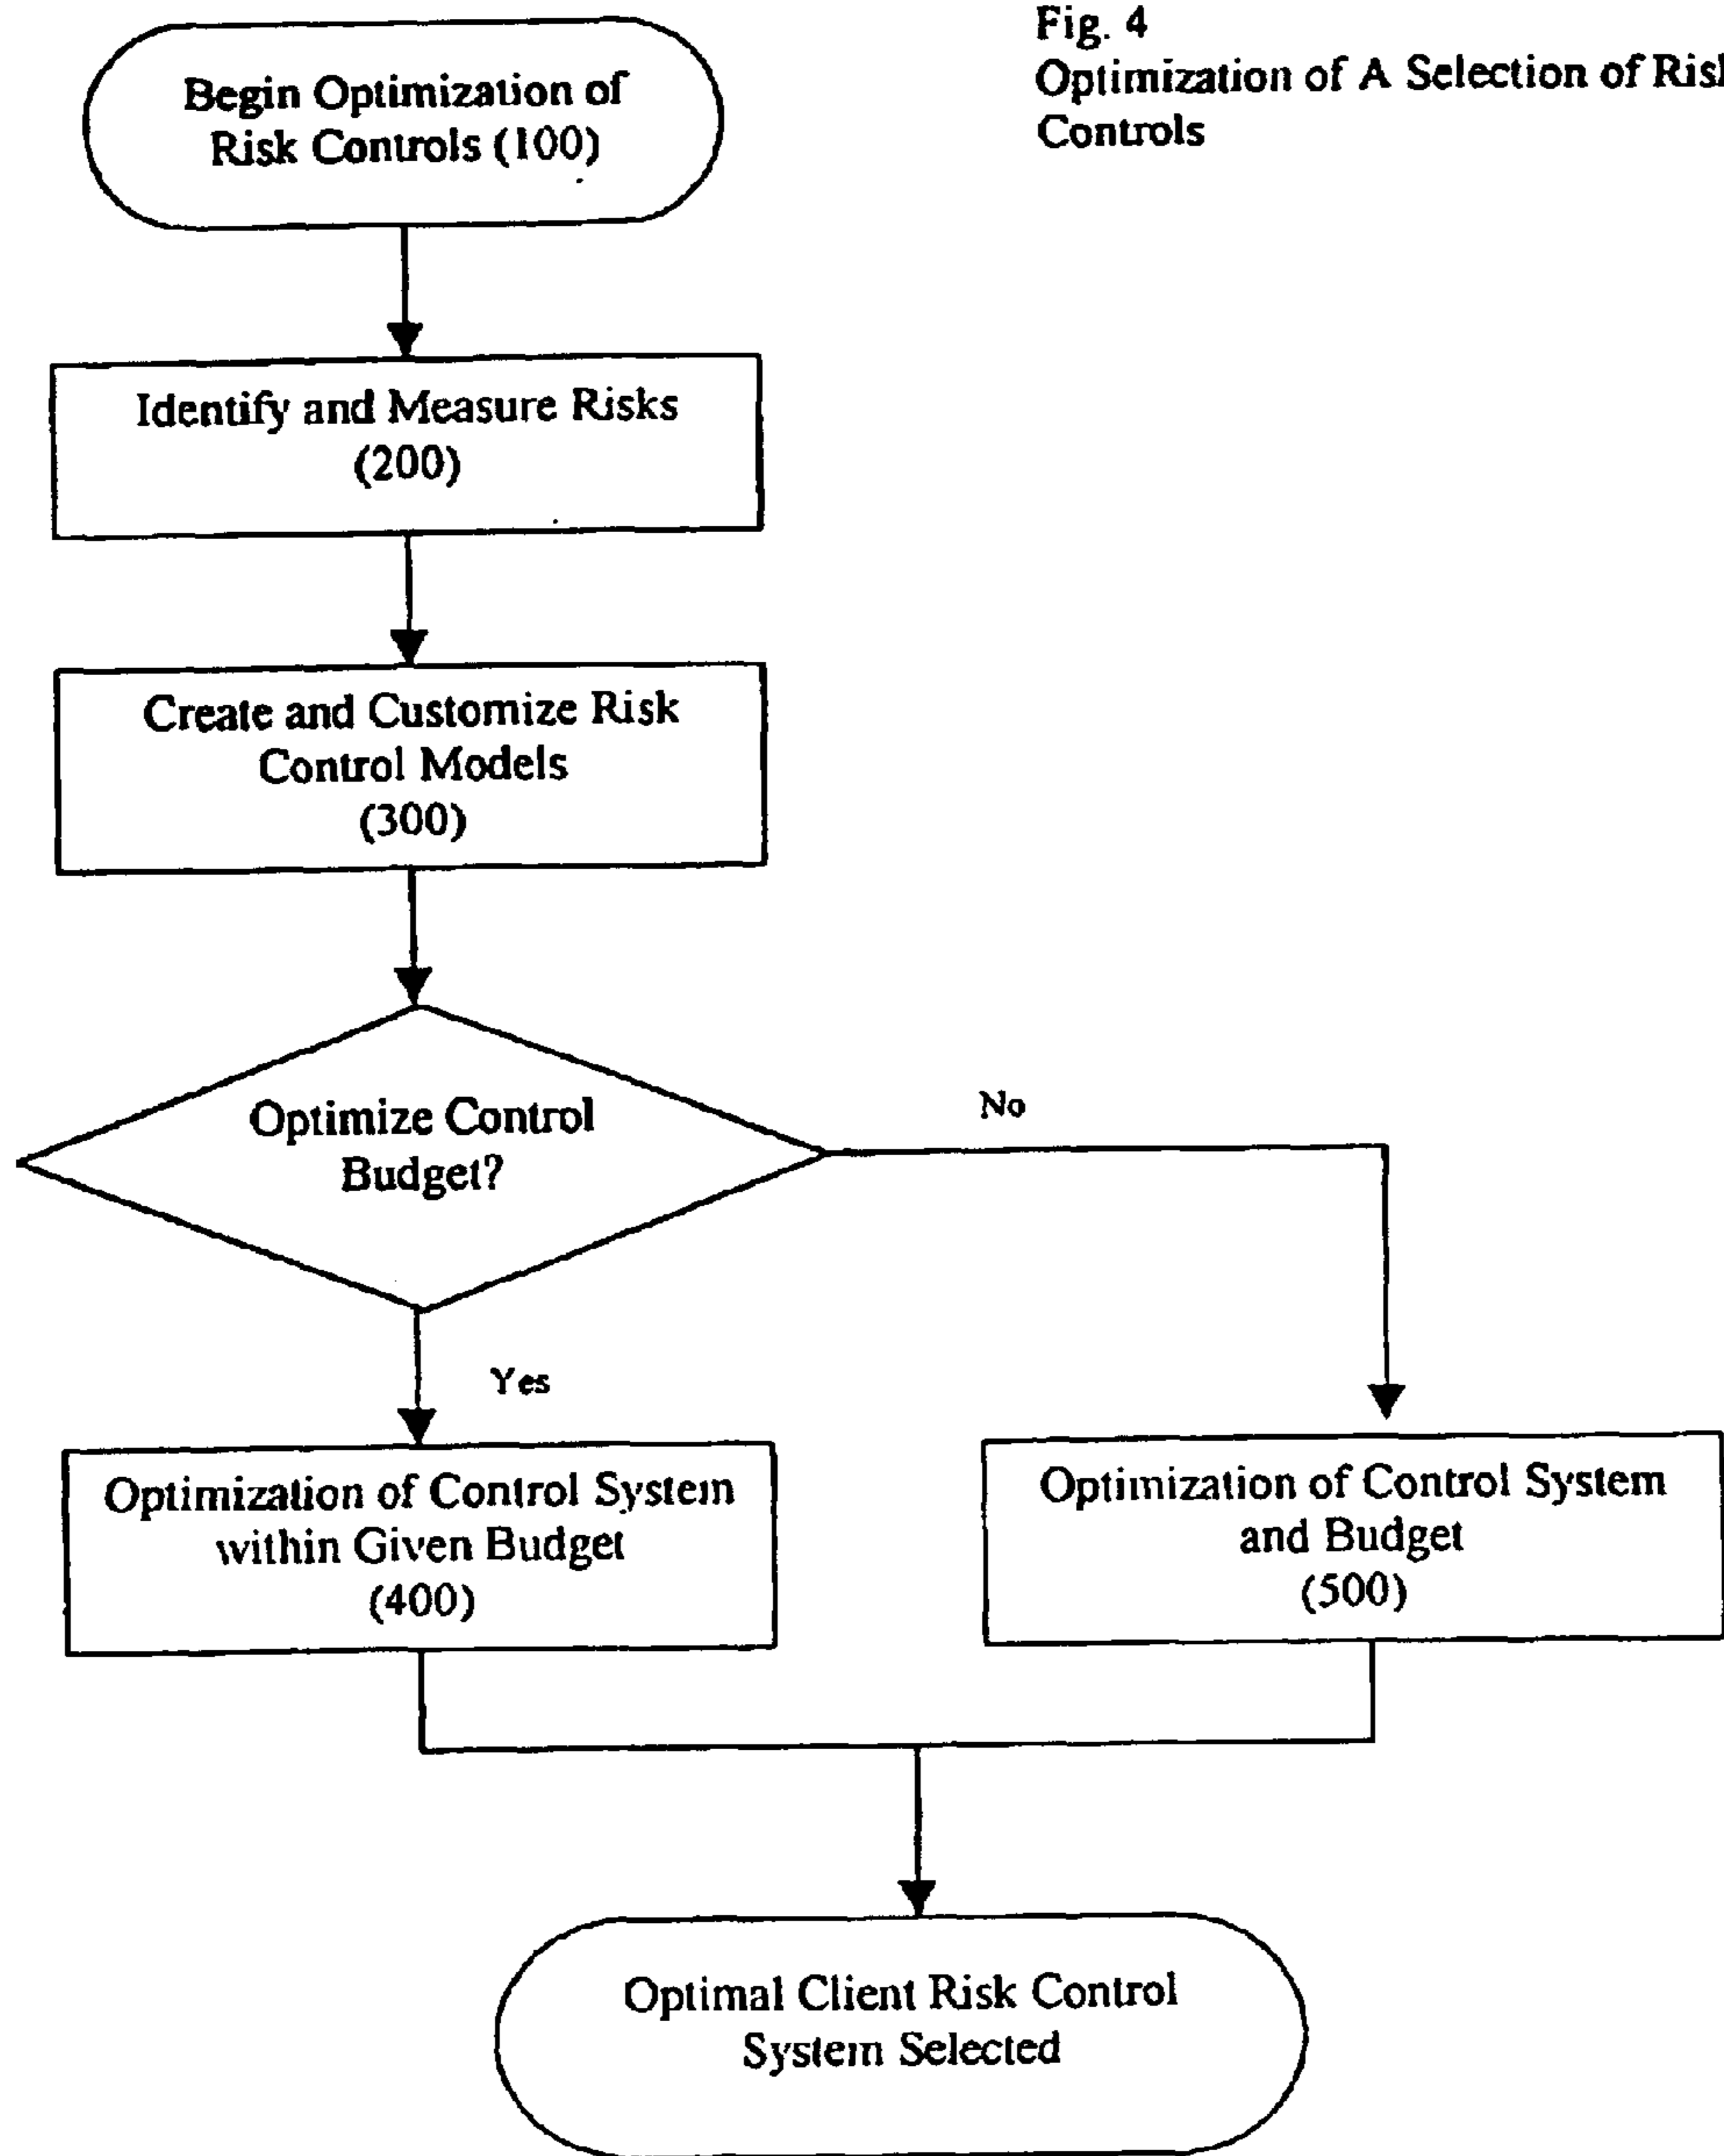 Fig. 4
Optimization of A Selection of Risk
Controls
Begin Optimization of
Risk Controls (100)
Identify and Measure Risks
(200)
Create and Customize Risk
Control Models
(300)
Optimize Control
Budget?
No
Yes
Optimization of Control System
within Given Budget
(400)
Optimization of Control System
and Budget
(500)
Optimal Client Risk Control
System Selected